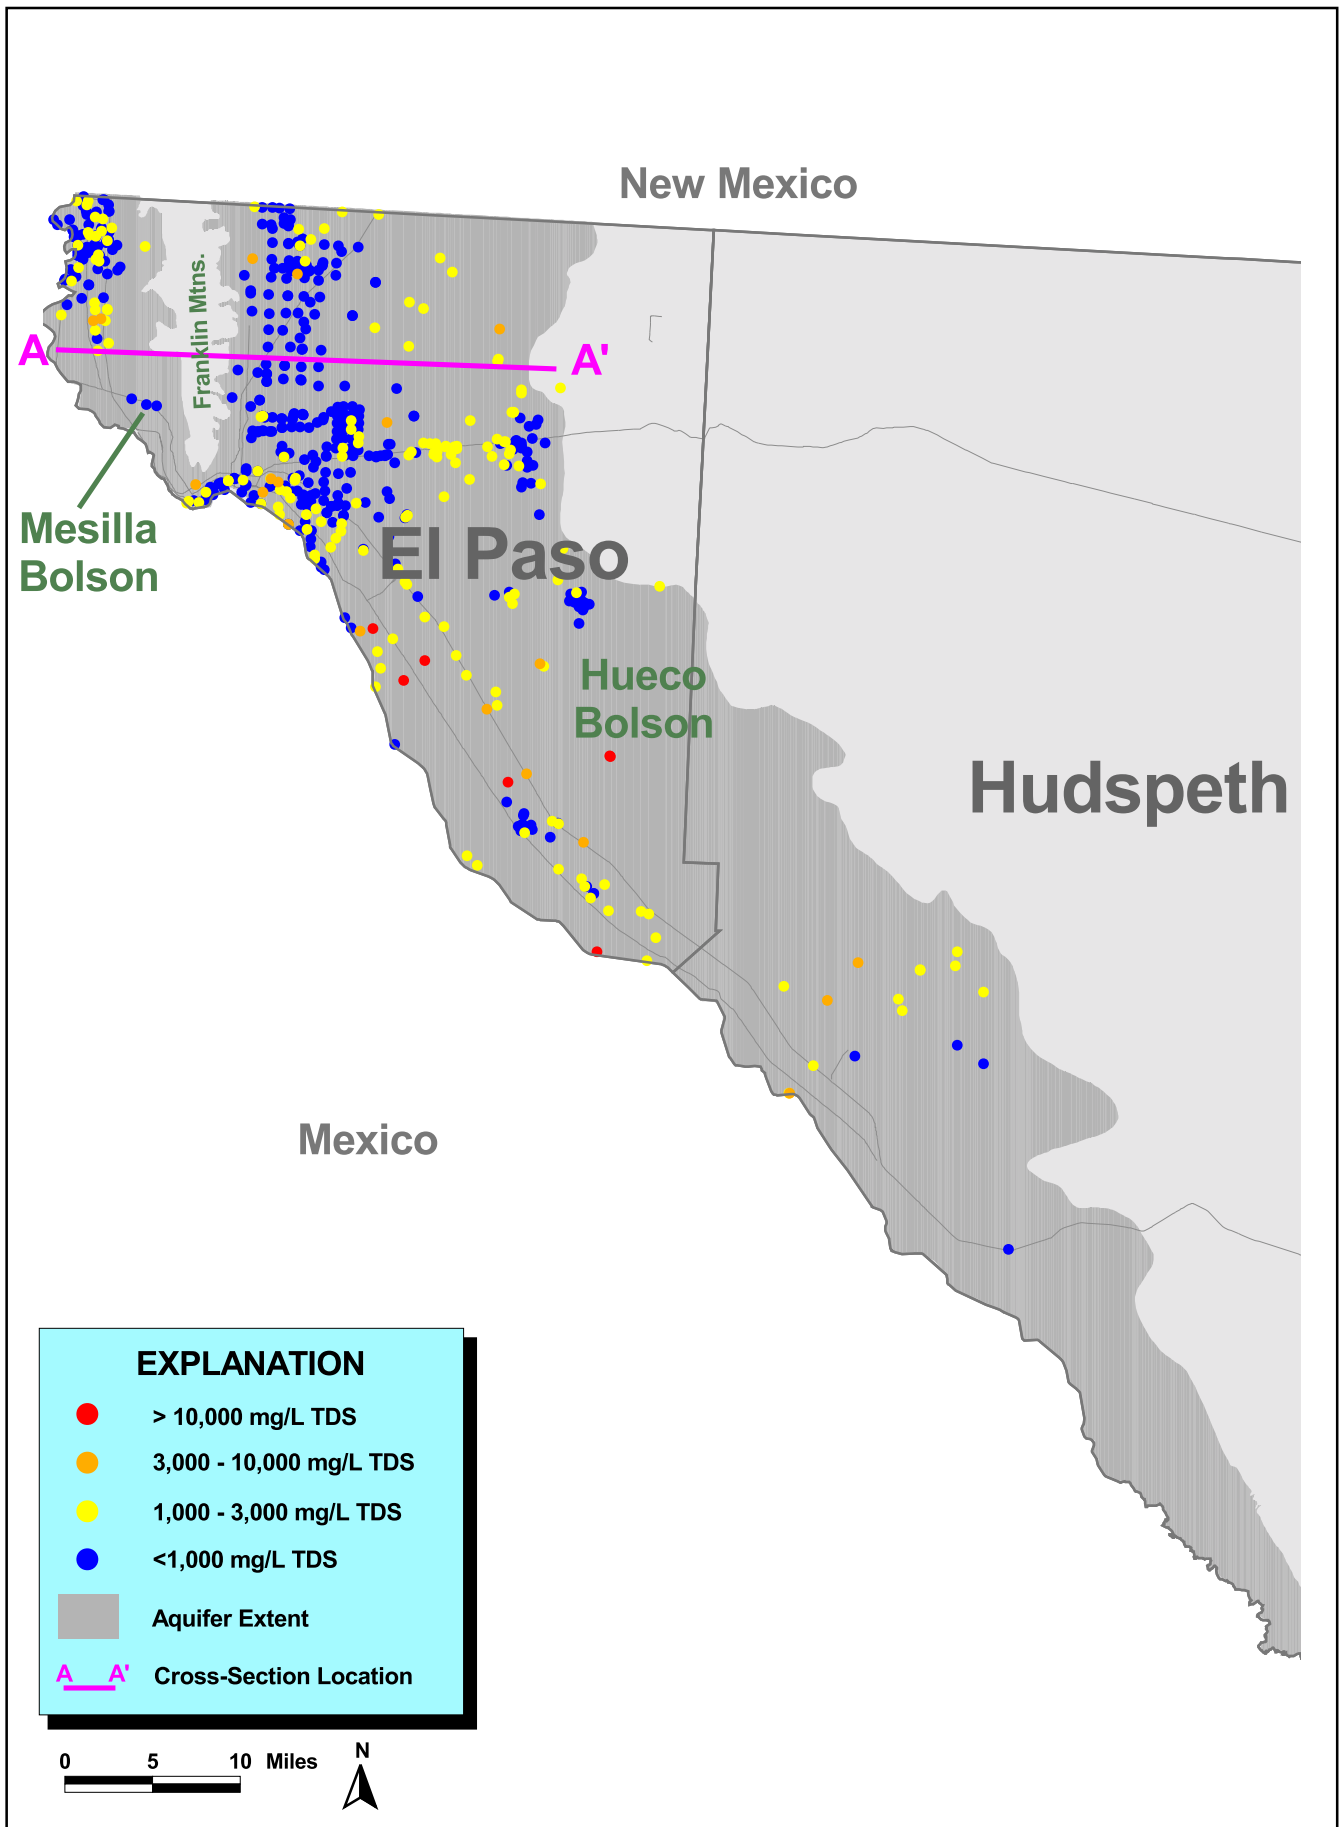 New Mexico
Franklin Mtns.
A
A'
Mesilla
Bolson
El Paso
Hueco
Bolson
Hudspeth
Mexico
EXPLANATION
> 10,000 mg/L TDS
3,000 - 10,000 mg/L TDS
1,000 - 3,000 mg/L TDS
<1,000 mg/L TDS
Aquifer Extent
A A' Cross-Section Location
0 5 10 Miles
N